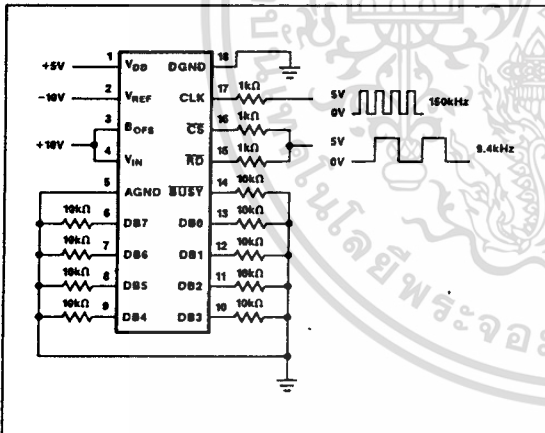 +5V 1 VDD DGND 18
-10V 2 VREF CLK 17 1kΩ 5V 0V 150kHz
+10V 3 BOFS CS 16 1kΩ
4 VIN RD 15 1kΩ 5V 0V 9.4kHz
5 AGND BUSY 14 10kΩ
10kΩ 6 DB7 DB0 13 10kΩ
10kΩ 7 DB6 DB1 12 10kΩ
10kΩ 8 DB5 DB2 11 10kΩ
10kΩ 9 DB4 DB3 10 10kΩ